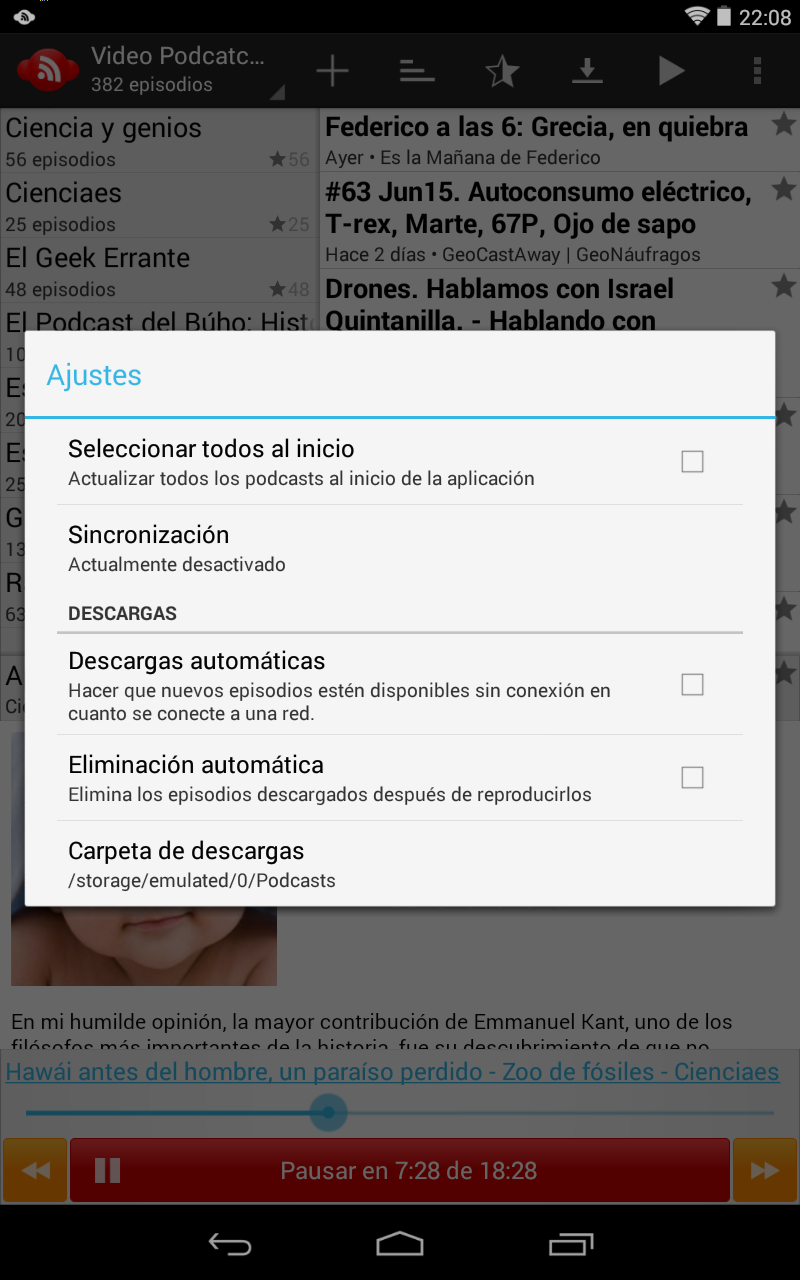 22:08
Video Podcatc...
382 episodios
Ciencia y genios
56 episodios
56
Cienciaes
25 episodios
25
El Geek Errante
48 episodios
48
El Podcast del Búho: Hist
Federico a las 6: Grecia, en quiebra
Ayer • Es la Mañana de Federico
#63 Jun15. Autoconsumo eléctrico,
T-rex, Marte, 67P, Ojo de sapo
Hace 2 días • GeoCastAway | GeoNáufragos
Drones. Hablamos con Israel
Quintanilla. - Hablando con
10
20
25
G
13
R
63
A
Ajustes
Seleccionar todos al inicio
Actualizar todos los podcasts al inicio de la aplicación
Sincronización
Actualmente desactivado
DESCARGAS
Descargas automáticas
Hacer que nuevos episodios estén disponibles sin conexión en
cuanto se conecte a una red.
Eliminación automática
Elimina los episodios descargados después de reproducirlos
Carpeta de descargas
/storage/emulated/0/Podcasts
En mi humilde opinión, la mayor contribución de Emmanuel Kant, uno de los
filósofos más importantes de la historia, fue su descubrimiento de que no
Hawái antes del hombre, un paraíso perdido - Zoo de fósiles - Cienciaes
Pausar en 7:28 de 18:28